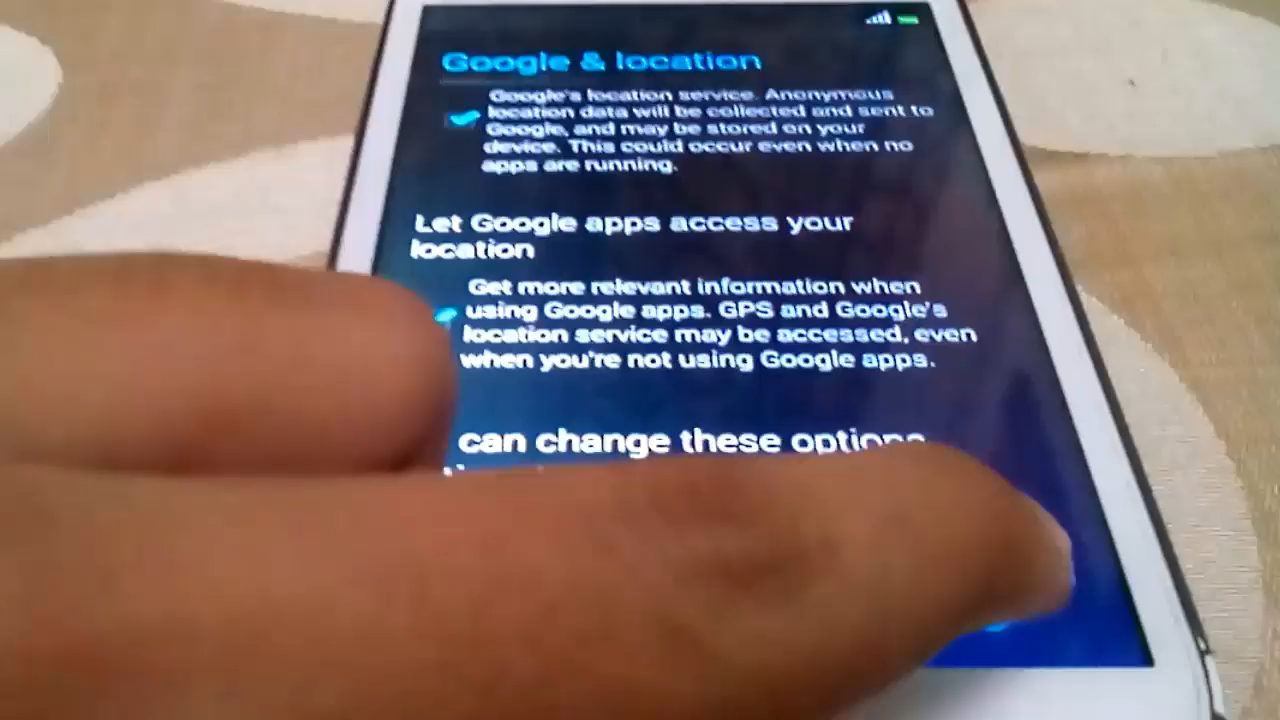 Google & location
Google's location service. Anonymous
location data will be collected and sent to
Google, and may be stored on your
device. This could occur even when no
apps are running.
Let Google apps access your
location
Get more relevant information when
using Google apps. GPS and Google's
location service may be accessed, even
when you're not using Google apps.
can change these options